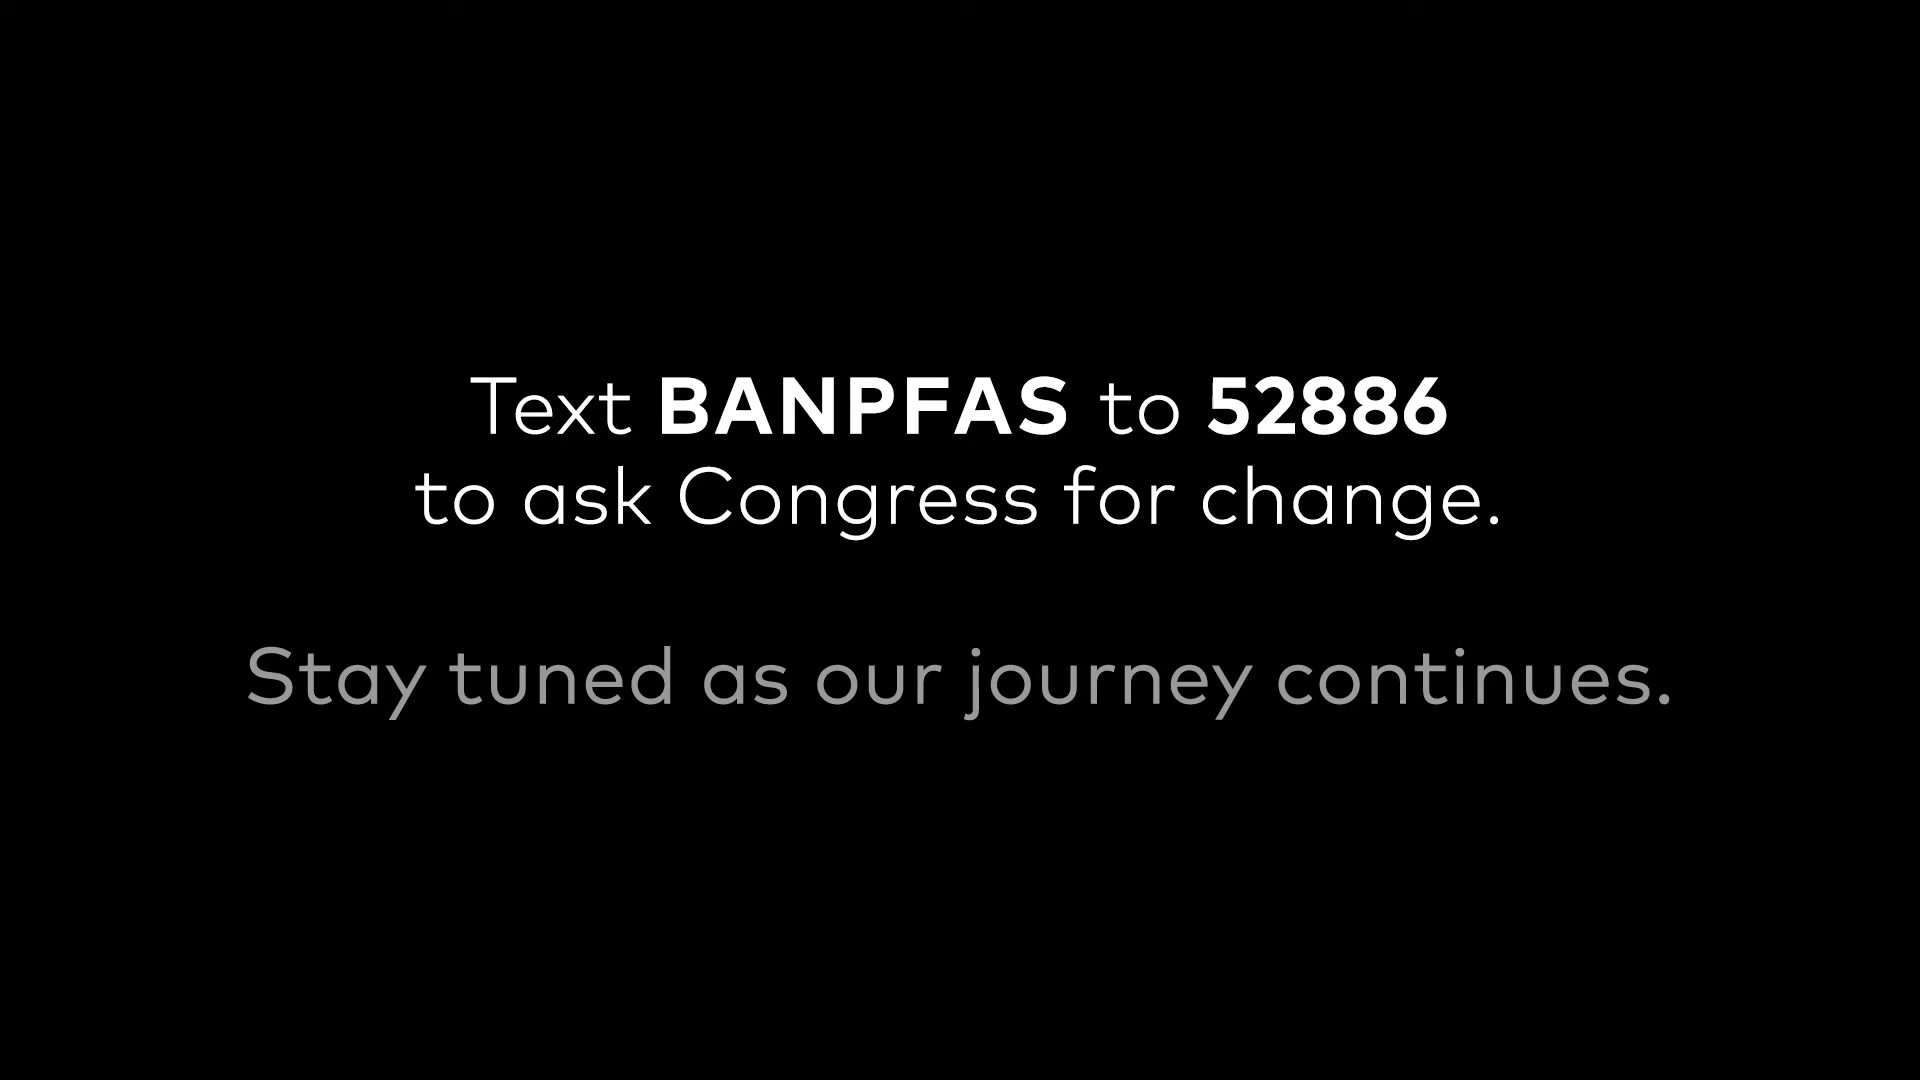 Text BANPFAS to 52886
to ask Congress for change.
Stay tuned as our journey continues.